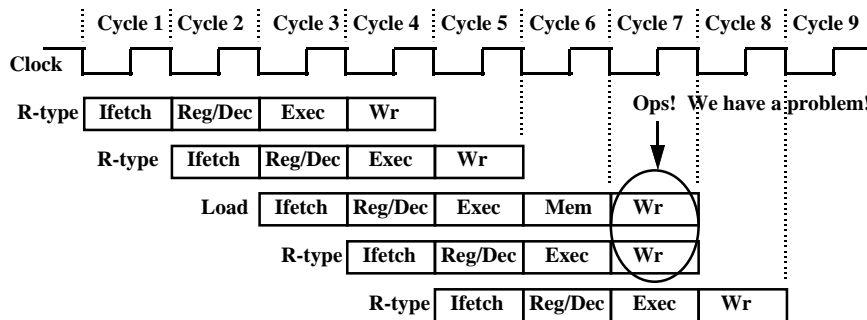 Cycle 1 Cycle 2 Cycle 3 Cycle 4 Cycle 5 Cycle 6 Cycle 7 Cycle 8 Cycle 9
Clock
R-type Ifetch Reg/Dec Exec Wr Ops! We have a problem!
R-type Ifetch Reg/Dec Exec Wr
Load Ifetch Reg/Dec Exec Mem Wr
R-type Ifetch Reg/Dec Exec Wr
R-type Ifetch Reg/Dec Exec Wr